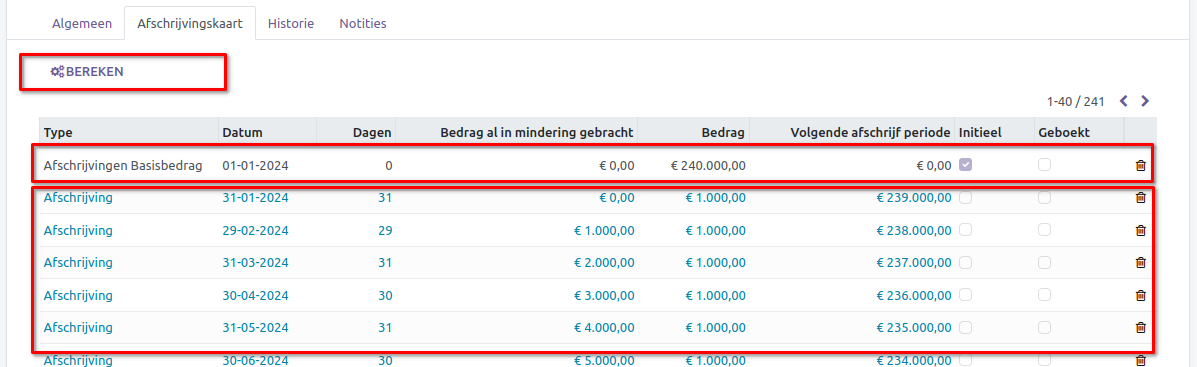 Algemeen Afschrijvingskaart Historie Notities
BEREKEN
1-40 / 241
Type Datum Dagen Bedrag al in mindering gebracht Bedrag Volgende afschrijf periode Initieel Geboekt
Afschrijvingen Basisbedrag 01-01-2024 0 € 0,00 € 240.000,00 € 0,00
Afschrijving 31-01-2024 31 € 0,00 € 1.000,00 € 239.000,00
Afschrijving 29-02-2024 29 € 1.000,00 € 1.000,00 € 238.000,00
Afschrijving 31-03-2024 31 € 2.000,00 € 1.000,00 € 237.000,00
Afschrijving 30-04-2024 30 € 3.000,00 € 1.000,00 € 236.000,00
Afschrijving 31-05-2024 31 € 4.000,00 € 1.000,00 € 235.000,00
Afschrijving 30-06-2024 30 € 5.000,00 € 1.000,00 € 234.000,00